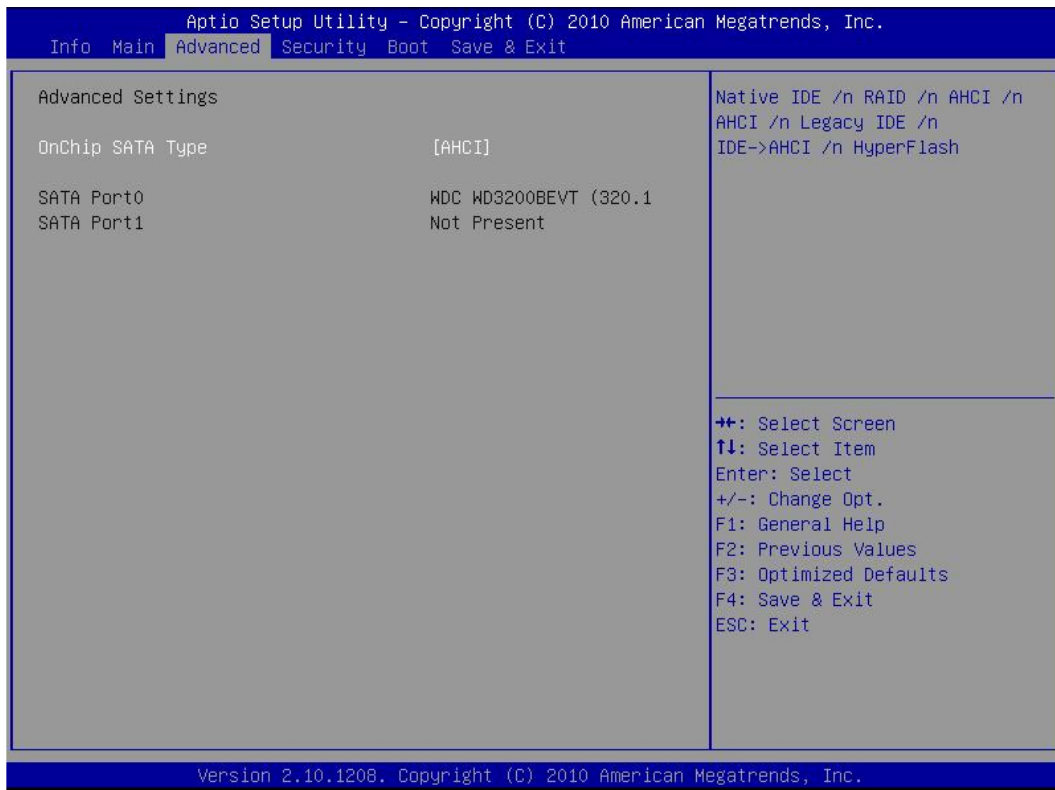 Aptio Setup Utility – Copyright (C) 2010 American Megatrends, Inc.
Info Main Advanced Security Boot Save & Exit
Advanced Settings
OnChip SATA Type [AHCI]
SATA Port0 WDC WD3200BEVT (320.1
SATA Port1 Not Present
Native IDE /n RAID /n AHCI /n
AHCI /n Legacy IDE /n
IDE->AHCI /n HyperFlash
→←: Select Screen
↑↓: Select Item
Enter: Select
+/-: Change Opt.
F1: General Help
F2: Previous Values
F3: Optimized Defaults
F4: Save & Exit
ESC: Exit
Version 2.10.1208. Copyright (C) 2010 American Megatrends, Inc.